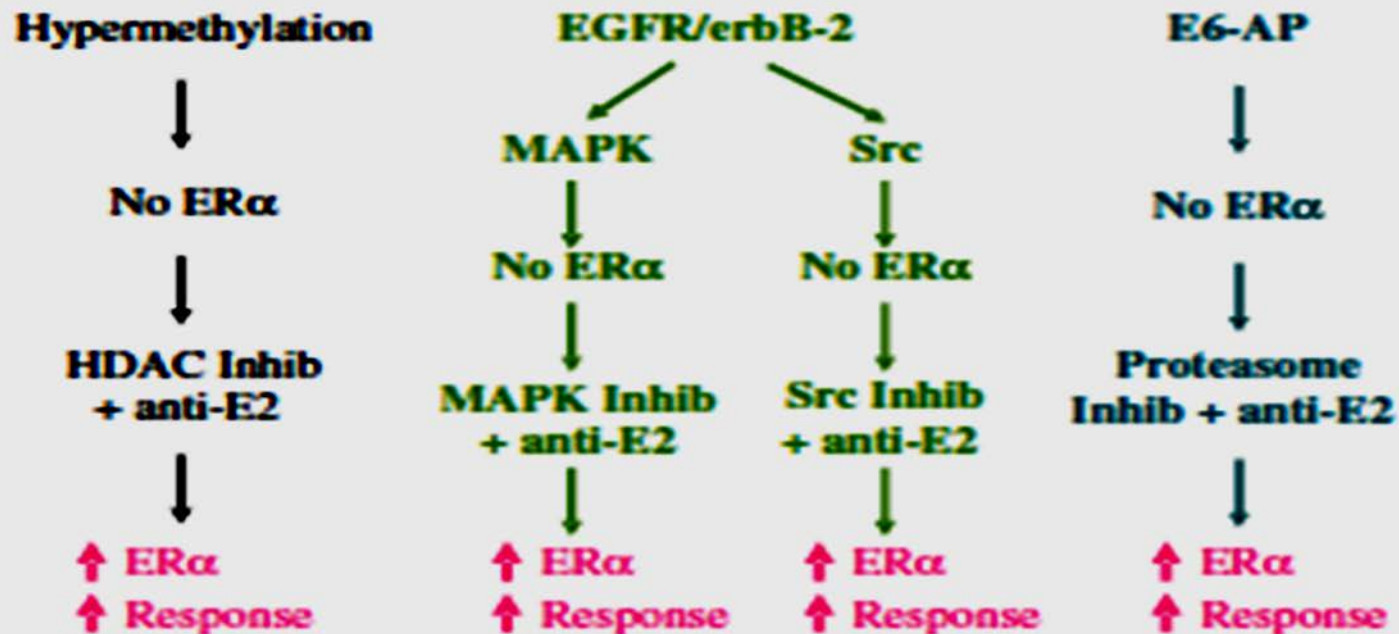 Hypermethylation
No ERα
HDAC Inhib
+ anti-E2
ERα
Response
EGFR/erbB-2
MAPK
No ERα
MAPK Inhib
+ anti-E2
ERα
Response
Src
No ERα
Src Inhib
+ anti-E2
ERα
Response
E6-AP
No ERα
Proteasome
Inhib + anti-E2
ERα
Response